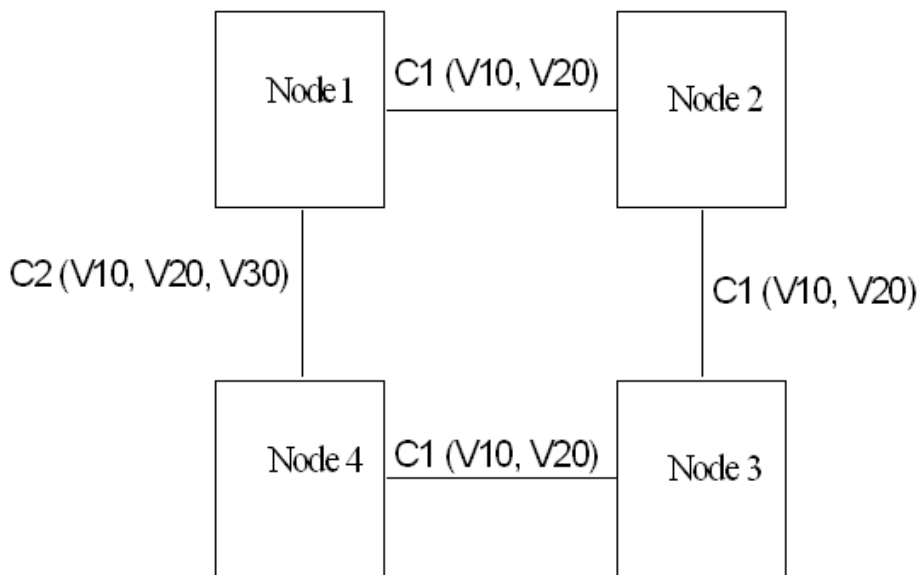 Node 1
C1 (V10, V20)
Node 2
C2 (V10, V20, V30)
C1 (V10, V20)
Node 4
C1 (V10, V20)
Node 3